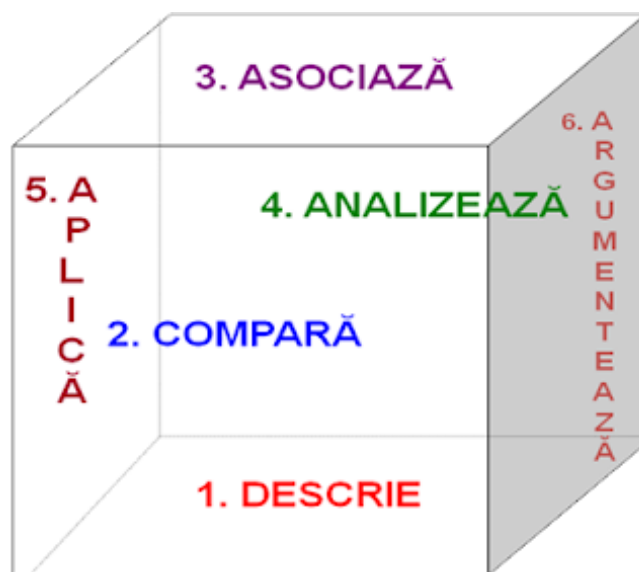 3. ASOCIAZĂ
6. ARGUMENTEAZĂ
5. APLICĂ
4. ANALIZEAZĂ
2. COMPARĂ
1. DESCRIE